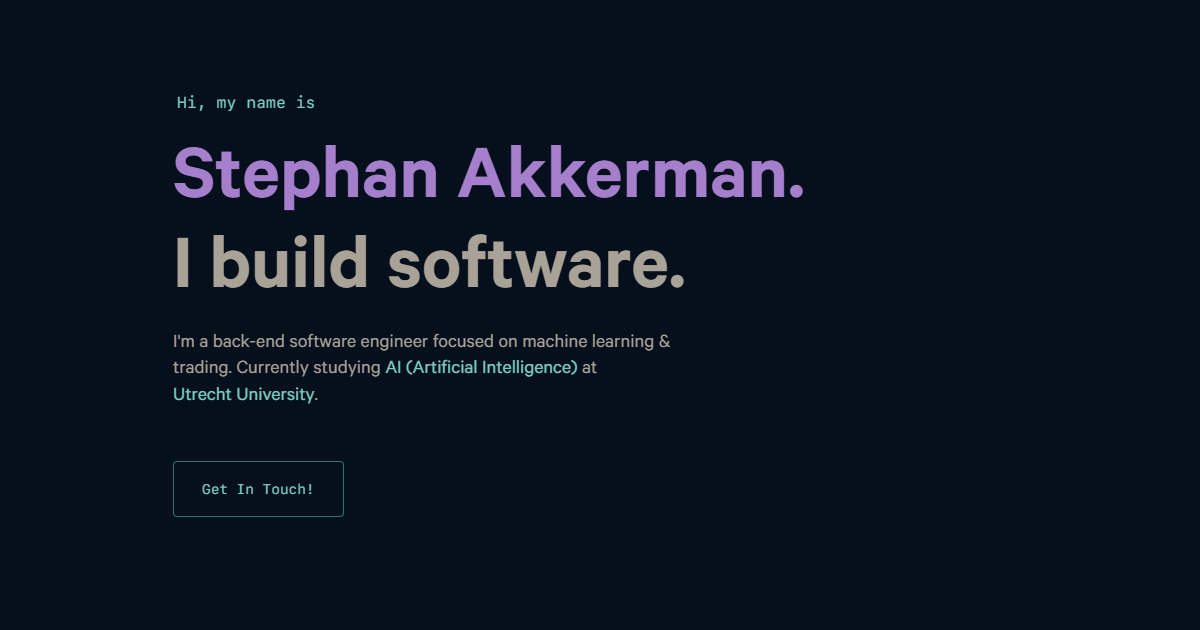 Hi, my name is
Stephan Akkerman.
I build software.
I'm a back-end software engineer focused on machine learning &
trading. Currently studying AI (Artificial Intelligence) at
Utrecht University.
Get In Touch!